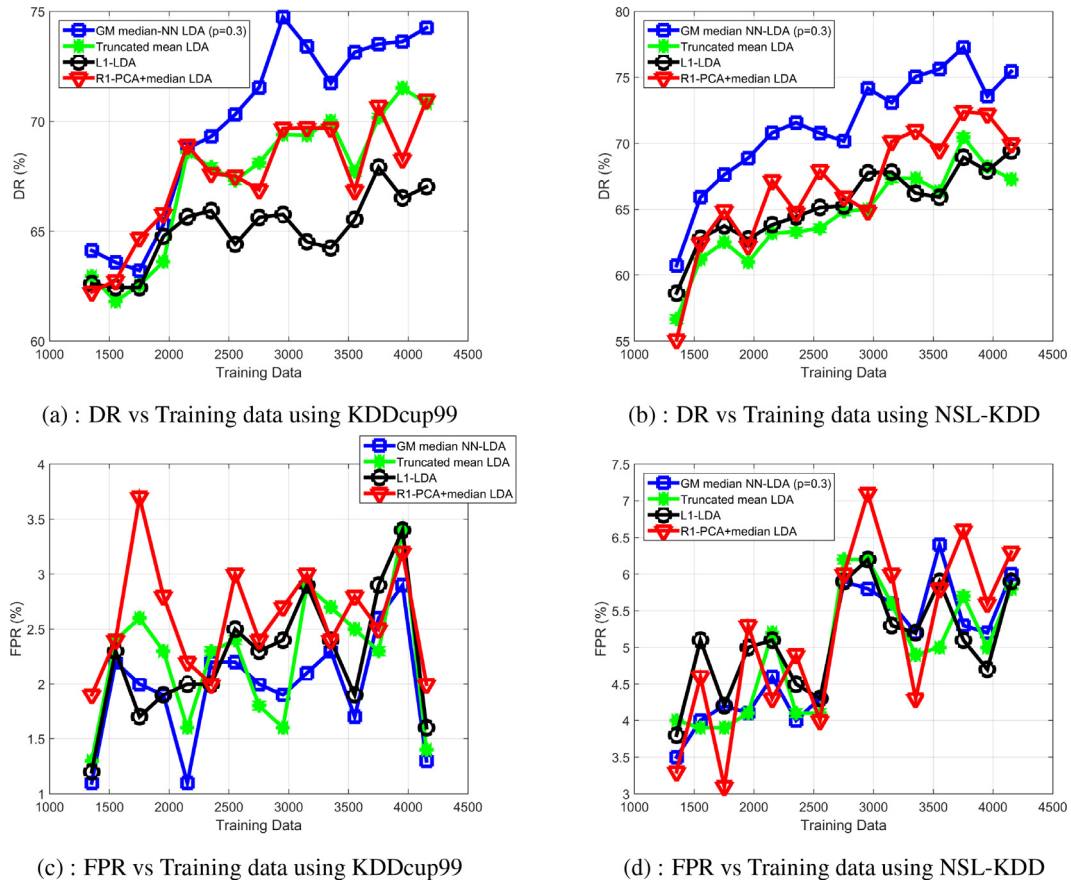 75
70
65
60
DR (%)
GM median-NN LDA (p=0.3)
Truncated mean LDA
L1-LDA
R1-PCA+median LDA
1000 1500 2000 2500 3000 3500 4000 4500
Training Data
(a) : DR vs Training data using KDDcup99
80
75
70
65
60
55
DR (%)
GM median NN-LDA (p=0.3)
Truncated mean LDA
L1-LDA
R1-PCA+median LDA
1000 1500 2000 2500 3000 3500 4000 4500
Training Data
(b) : DR vs Training data using NSL-KDD
4
3.5
3
2.5
2
1.5
1
FPR (%)
GM median NN-LDA
Truncated mean LDA
L1-LDA
R1-PCA+median LDA
1000 1500 2000 2500 3000 3500 4000 4500
Training Data
(c) : FPR vs Training data using KDDcup99
7.5
7
6.5
6
5.5
5
4.5
4
3.5
3
FPR (%)
GM median NN-LDA (p=0.3)
Truncated mean LDA
L1-LDA
R1-PCA+median LDA
1000 1500 2000 2500 3000 3500 4000 4500
Training Data
(d) : FPR vs Training data using NSL-KDD